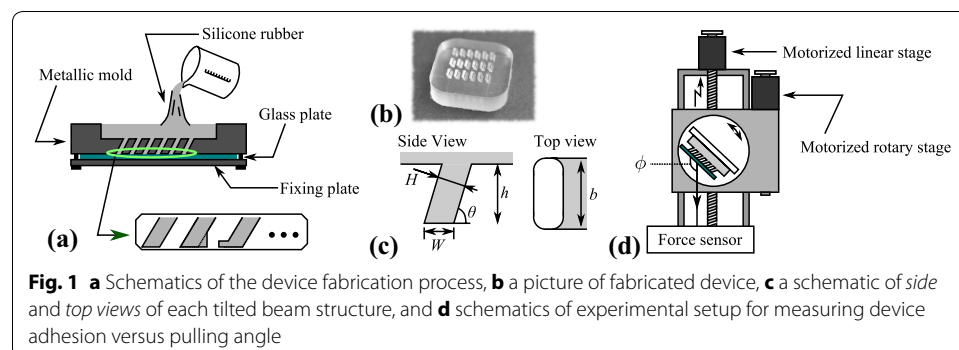 Silicone rubber
Metallic mold
Glass plate
Fixing plate
(a)
(b)
Side View
Top view
H
h
θ
W
b
(c)
Motorized linear stage
Motorized rotary stage
ϕ
(d)
Force sensor
Fig. 1 a Schematics of the device fabrication process, b a picture of fabricated device, c a schematic of side
and top views of each tilted beam structure, and d schematics of experimental setup for measuring device
adhesion versus pulling angle